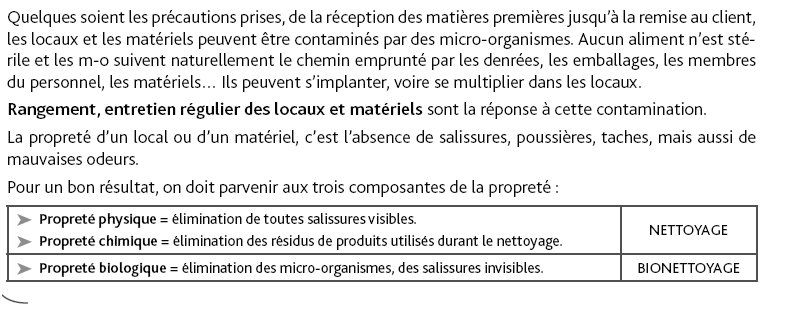 Quelques soient les précautions prises, de la réception des matières premières jusqu'à la remise au client,
les locaux et les matériels peuvent être contaminés par des micro-organismes. Aucun aliment n'est sté-
rile et les m-o suivent naturellement le chemin emprunté par les denrées, les emballages, les membres
du personnel, les matériels… Ils peuvent s'implanter, voire se multiplier dans les locaux.
Rangement, entretien régulier des locaux et matériels sont la réponse à cette contamination.
La propreté d'un local ou d'un matériel, c'est l'absence de salissures, poussières, taches, mais aussi de
mauvaises odeurs.
Pour un bon résultat, on doit parvenir aux trois composantes de la propreté :
➤ Propreté physique = élimination de toutes salissures visibles.
➤ Propreté chimique = élimination des résidus de produits utilisés durant le nettoyage.
NETTOYAGE
➤ Propreté biologique = élimination des micro-organismes, des salissures invisibles.
BIONETTOYAGE